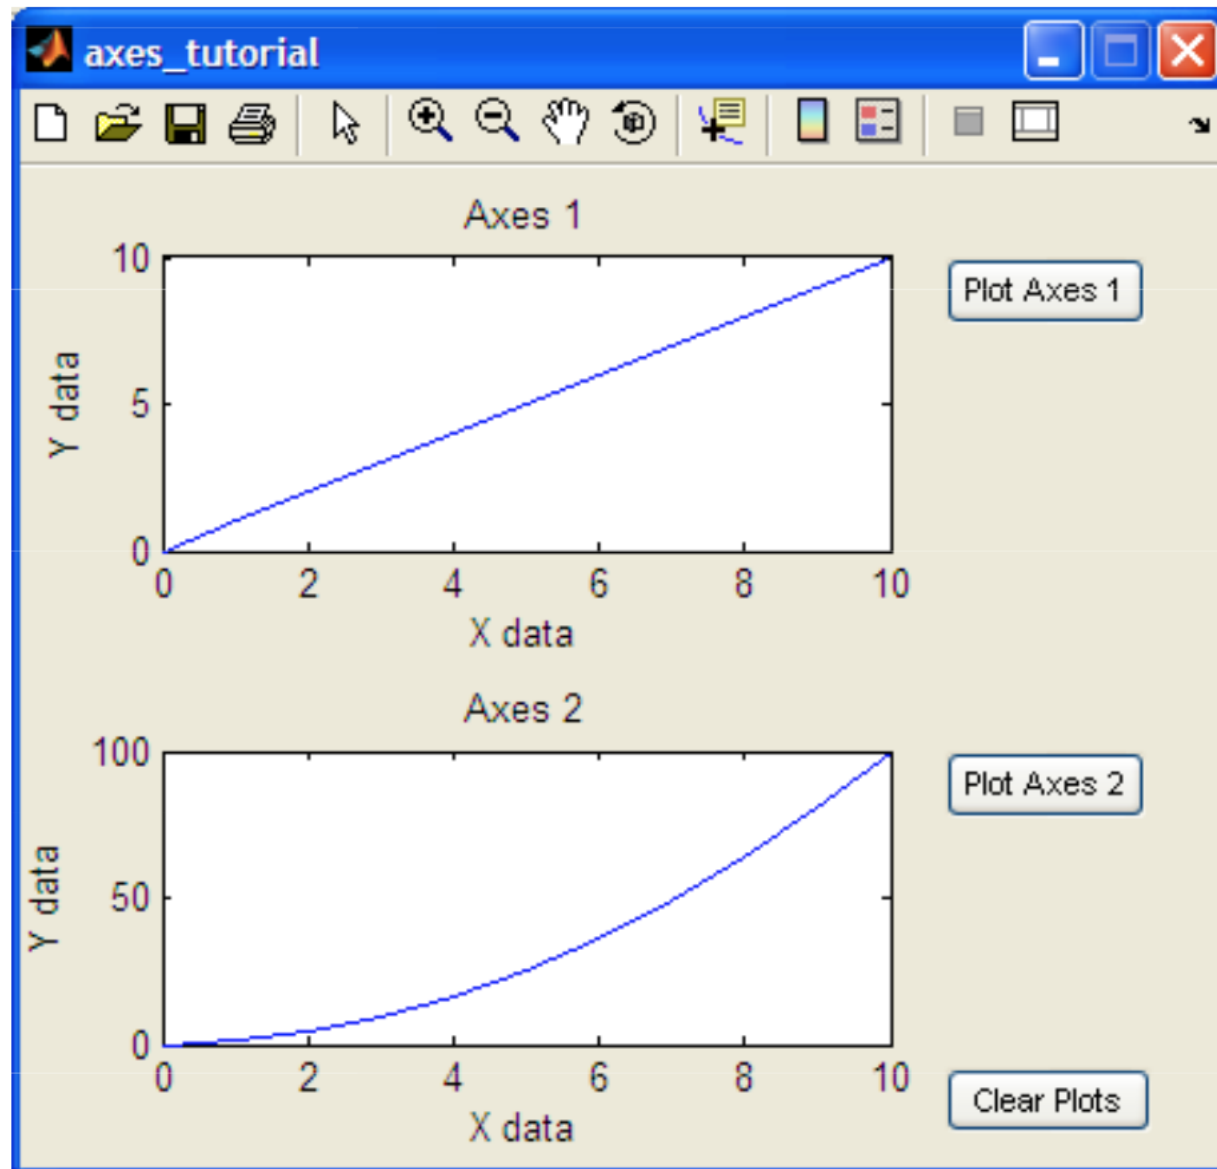 axes_tutorial
Axes 1
10
5
0
Y data
0 2 4 6 8 10
X data
Plot Axes 1
Axes 2
100
50
0
Y data
0 2 4 6 8 10
X data
Plot Axes 2
Clear Plots